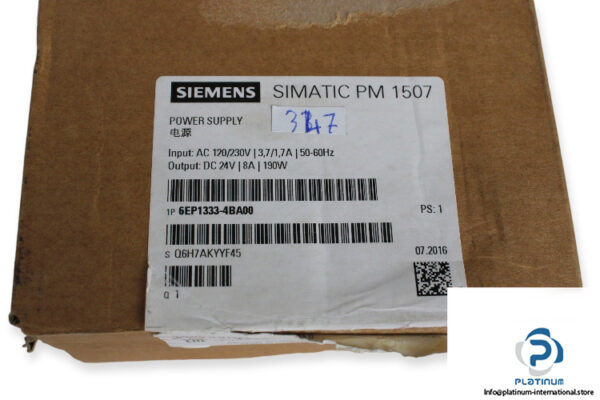 SIEMENS SIMATIC PM 1507
POWER SUPPLY
电源
Input: AC 120/230V | 3,7/1,7A | 50-60Hz
Output: DC 24V | 8A | 190W
1P 6EP1333-4BA00 PS: 1
S Q6H7AKYYF45 07.2016
Q 1
PLATINUM
Info@platinum-international.store